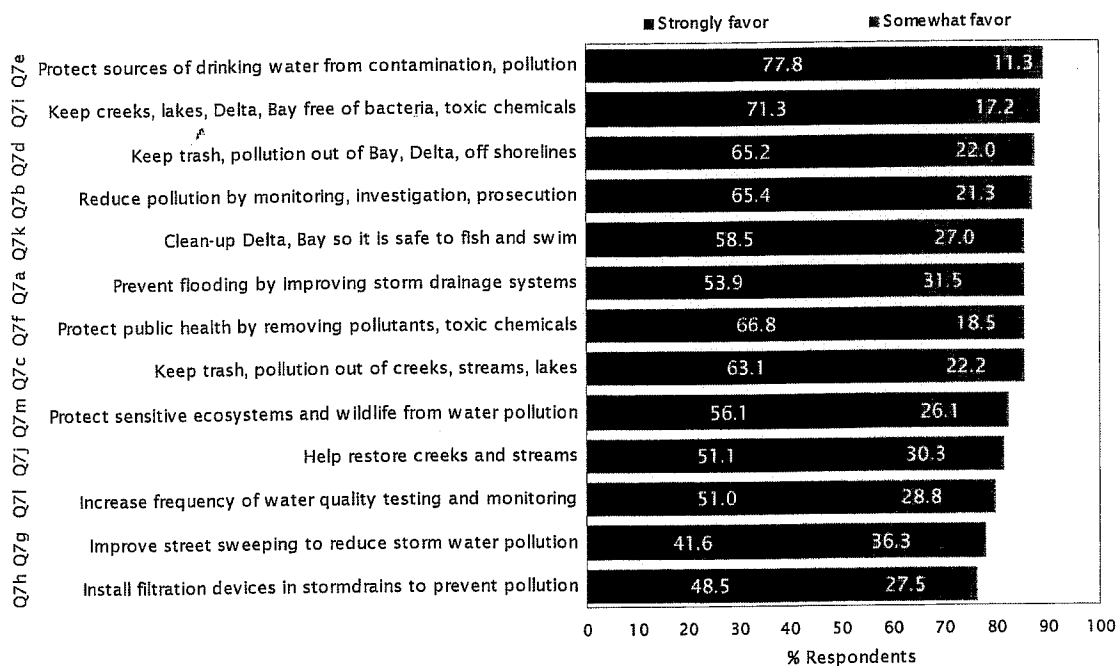 ■ Strongly favor ■ Somewhat favor
Q7e Protect sources of drinking water from contamination, pollution 77.8 11.3
Q7i Keep creeks, lakes, Delta, Bay free of bacteria, toxic chemicals 71.3 17.2
Q7d Keep trash, pollution out of Bay, Delta, off shorelines 65.2 22.0
Q7b Reduce pollution by monitoring, investigation, prosecution 65.4 21.3
Q7k Clean-up Delta, Bay so it is safe to fish and swim 58.5 27.0
Q7a Prevent flooding by improving storm drainage systems 53.9 31.5
Q7f Protect public health by removing pollutants, toxic chemicals 66.8 18.5
Q7c Keep trash, pollution out of creeks, streams, lakes 63.1 22.2
Q7m Protect sensitive ecosystems and wildlife from water pollution 56.1 26.1
Q7j Help restore creeks and streams 51.1 30.3
Q7l Increase frequency of water quality testing and monitoring 51.0 28.8
Q7g Improve street sweeping to reduce storm water pollution 41.6 36.3
Q7h Install filtration devices in stormdrains to prevent pollution 48.5 27.5
0 10 20 30 40 50 60 70 80 90 100
% Respondents